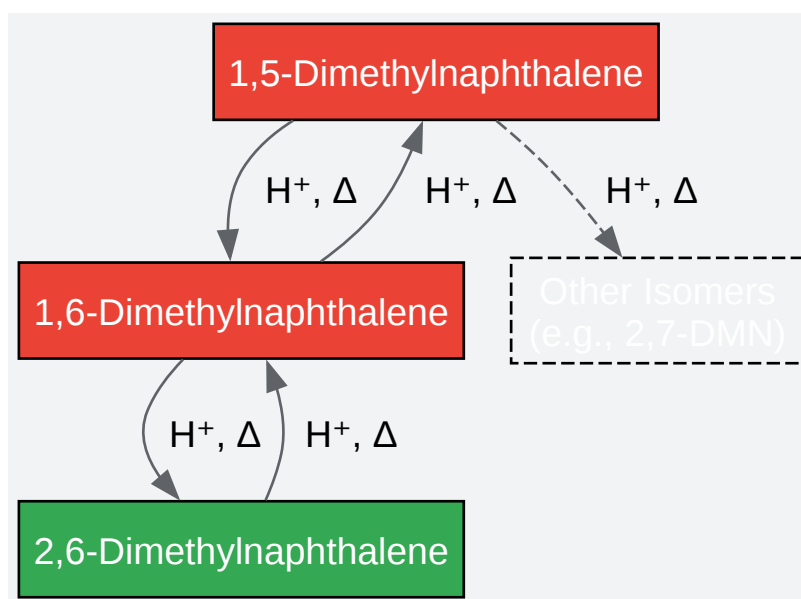 1,5-Dimethylnaphthalene
H⁺, Δ H⁺, Δ H⁺, Δ
1,6-Dimethylnaphthalene
Other Isomers
(e.g., 2,7-DMN)
H⁺, Δ H⁺, Δ
2,6-Dimethylnaphthalene